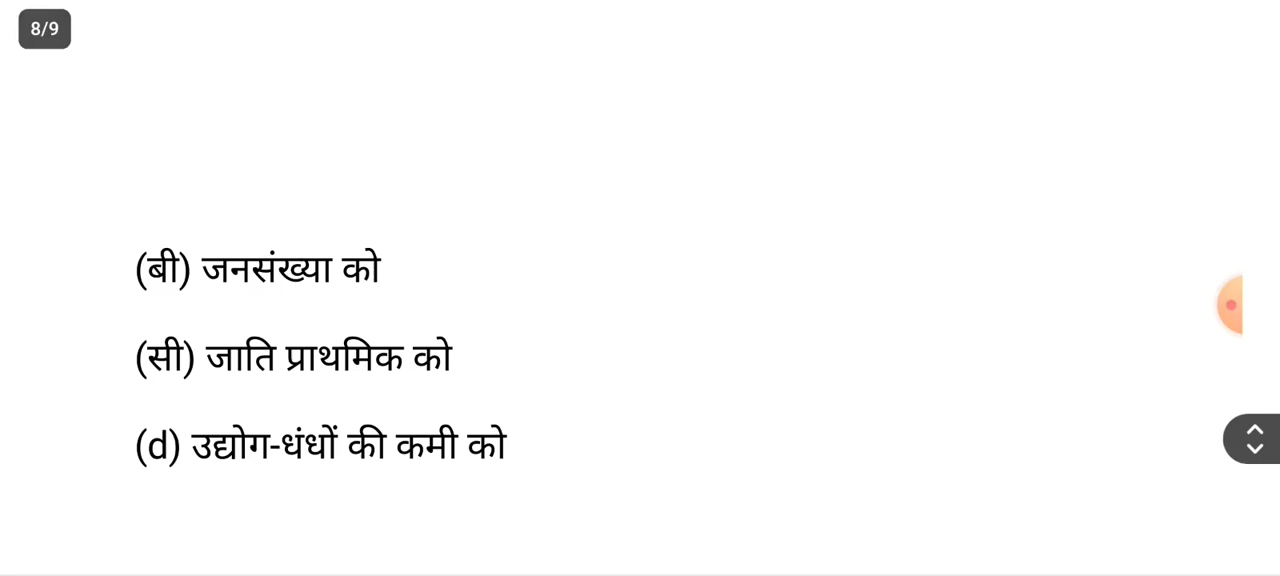 8/9
(बी) जनसंख्या को
(सी) जाति प्राथमिक को
(d) उद्योग-धंधों की कमी को